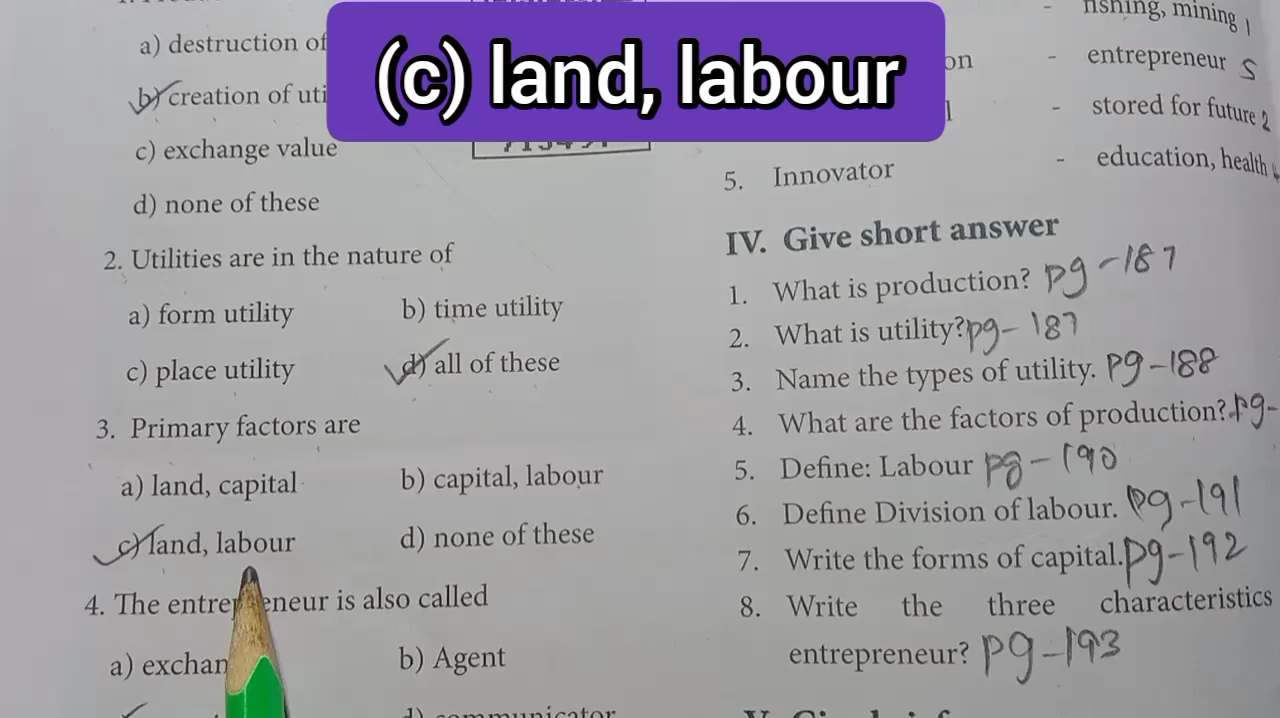 (c) land, labour
a) destruction of
b) creation of uti
c) exchange value
d) none of these
2. Utilities are in the nature of
a) form utility b) time utility
c) place utility d) all of these
3. Primary factors are
a) land, capital b) capital, labour
c) land, labour d) none of these
4. The entrepreneur is also called
a) exchan b) Agent
d) communicator
- fishing, mining 1
on - entrepreneur 5
- stored for future 2
5. Innovator - education, health 4
IV. Give short answer
1. What is production? pg-187
2. What is utility? pg-187
3. Name the types of utility. pg-188
4. What are the factors of production? pg-
5. Define: Labour pg-190
6. Define Division of labour. pg-191
7. Write the forms of capital. pg-192
8. Write the three characteristics
entrepreneur? pg-193